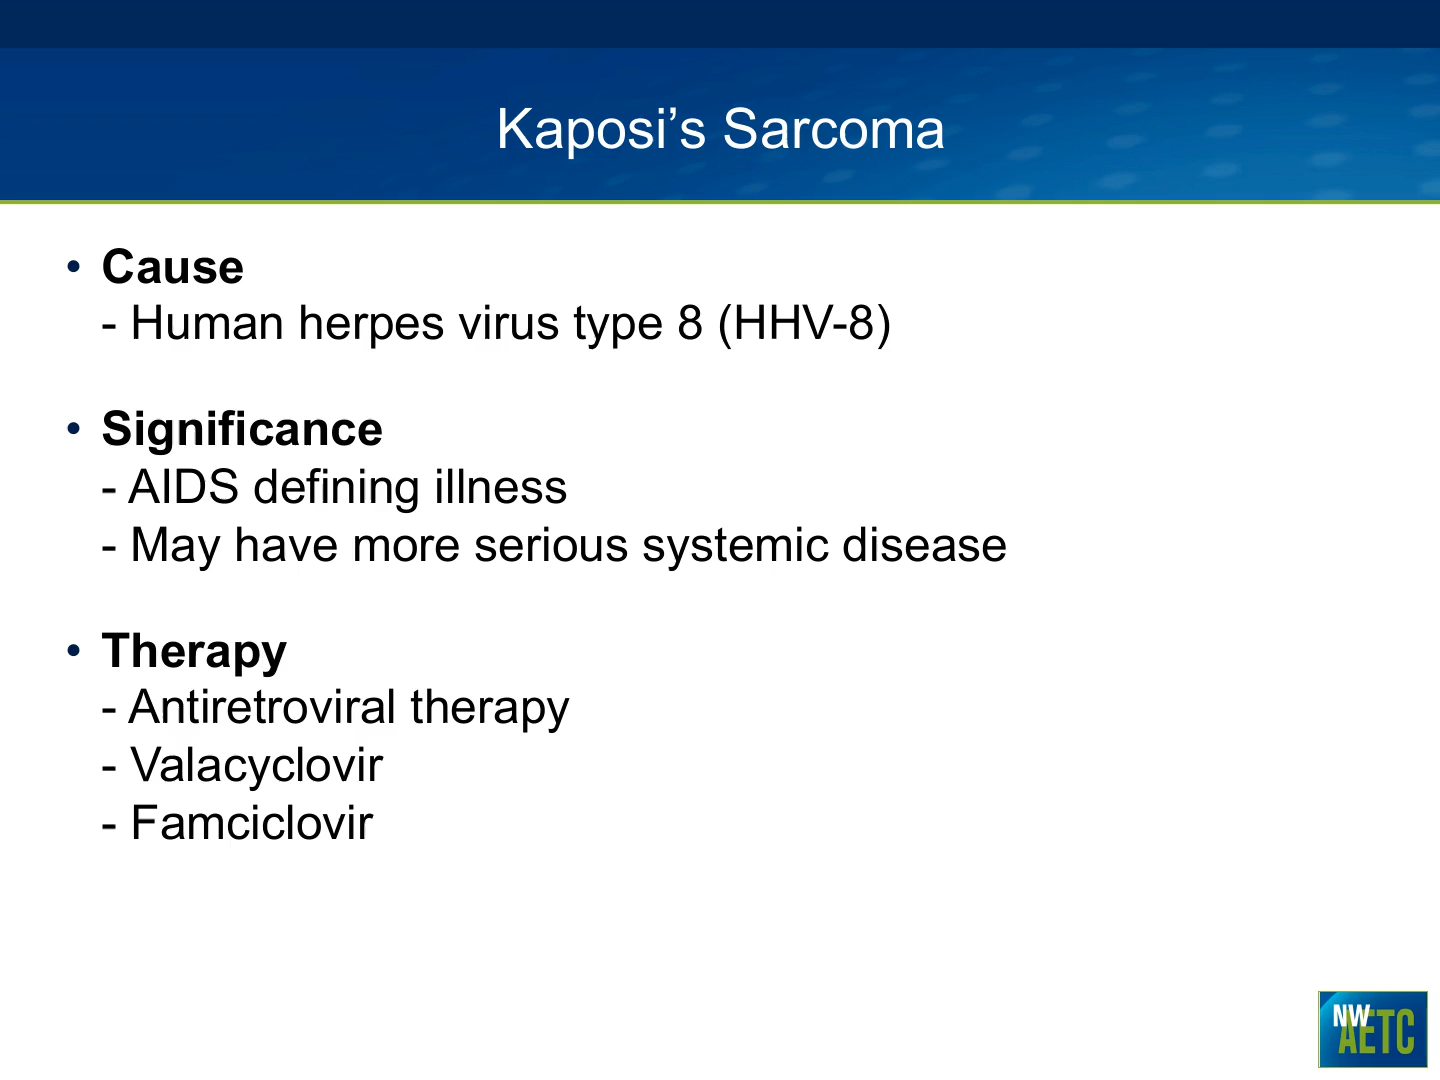 Kaposi’s Sarcoma
• Cause
- Human herpes virus type 8 (HHV-8)
• Significance
- AIDS defining illness
- May have more serious systemic disease
• Therapy
- Antiretroviral therapy
- Valacyclovir
- Famciclovir
NW
AETC